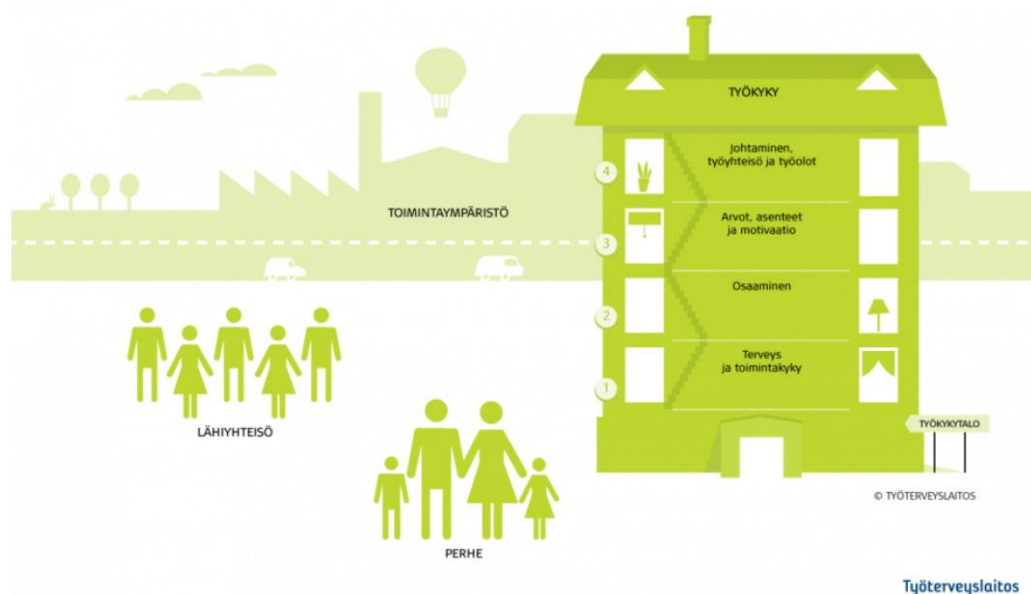 TYÖKYKY
4
Johtaminen,
työyhteisö ja työolot
TOIMINTAYMPÄRISTÖ
3
Arvot, asenteet
ja motivaatio
2
Osaaminen
1
Terveys
ja toimintakyky
LÄHIYHTEISÖ
TYÖKYKYTALO
© TYÖTERVEYSLAITOS
PERHE
Työterveyslaitos